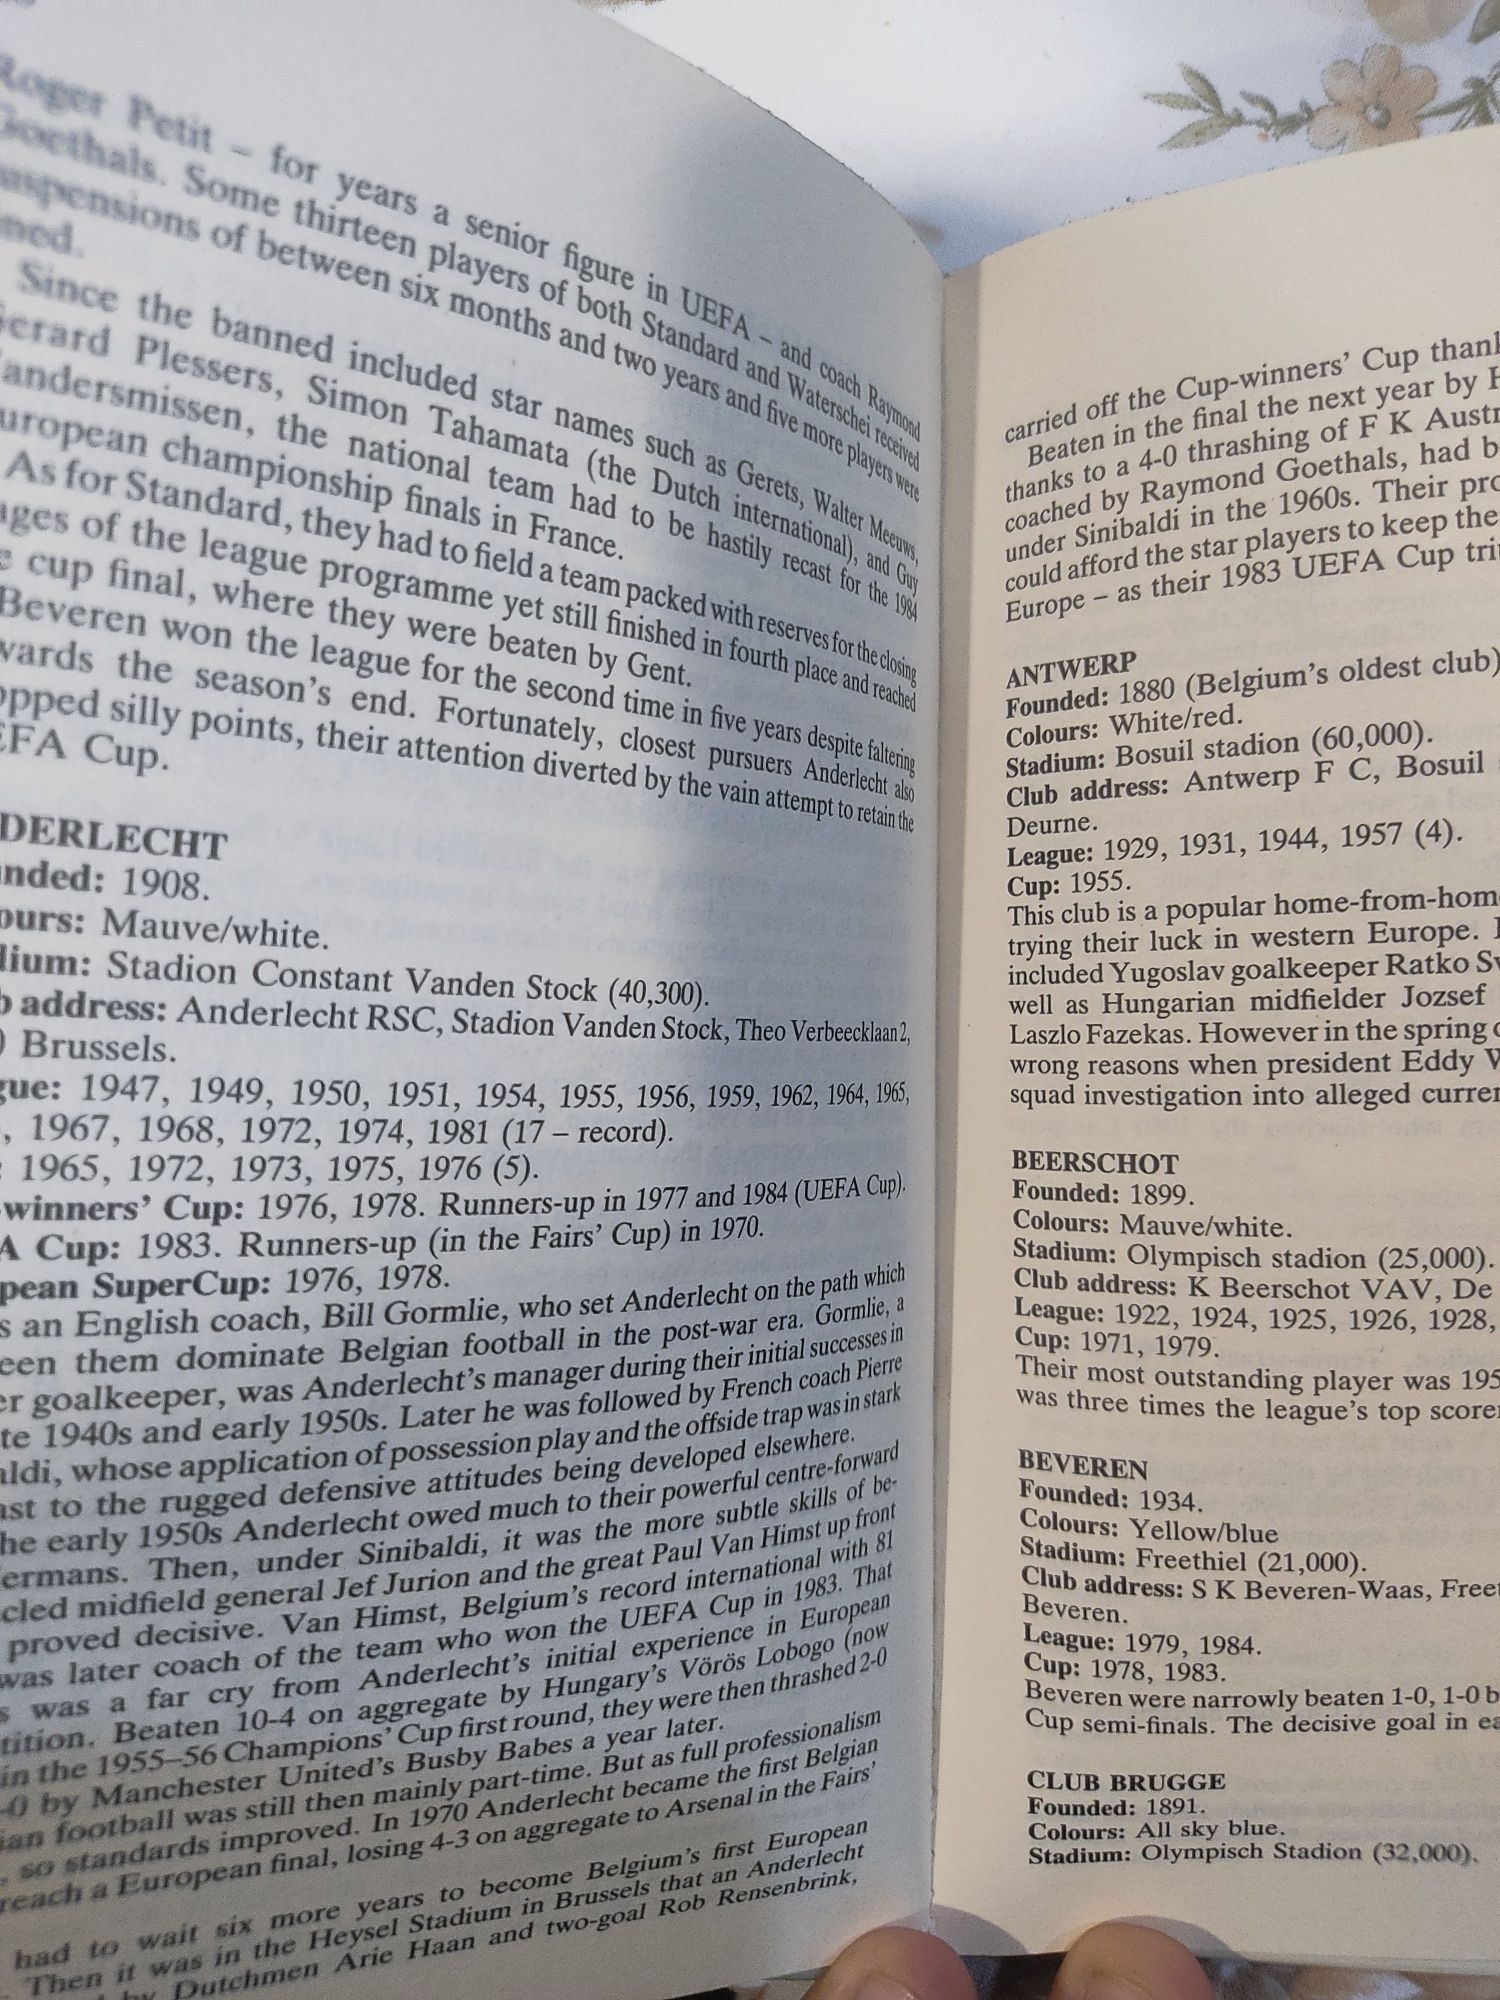 Roger Petit – for years a senior figure in UEFA – and coach Raymond
Goethals. Some thirteen players of both Standard and Waterschei received
suspensions of between six months and two years and five more players were
Since the banned included star names such as Gerets, Walter Meeuws,
Gerard Plessers, Simon Tahamata (the Dutch international), and Guy
Vandersmissen, the national team had to be hastily recast for the 1984
European championship finals in France.
As for Standard, they had to field a team packed with reserves for the closing
of the league programme yet still finished in fourth place and reached
cup final, where they were beaten by Gent.
Beveren won the league for the second time in five years despite faltering
the season's end. Fortunately, closest pursuers Anderlecht also
silly points, their attention diverted by the vain attempt to retain the
Cup.
DERLECHT
1908.
Mauve/white.
Stadion Constant Vanden Stock (40,300).
address: Anderlecht RSC, Stadion Vanden Stock, Theo Verbeecklaan 2,
Brussels.
1947, 1949, 1950, 1951, 1954, 1955, 1956, 1959, 1962, 1964, 1965,
1967, 1968, 1972, 1974, 1981 (17 – record).
1965, 1972, 1973, 1975, 1976 (5).
-winners' Cup: 1976, 1978. Runners-up in 1977 and 1984 (UEFA Cup).
A Cup: 1983. Runners-up (in the Fairs' Cup) in 1970.
pean SuperCup: 1976, 1978.
s an English coach, Bill Gormlie, who set Anderlecht on the path which
een them dominate Belgian football in the post-war era. Gormlie, a
er goalkeeper, was Anderlecht's manager during their initial successes in
te 1940s and early 1950s. Later he was followed by French coach Pierre
aldi, whose application of possession play and the offside trap was in stark
ast to the rugged defensive attitudes being developed elsewhere.
he early 1950s Anderlecht owed much to their powerful centre-forward
ermans. Then, under Sinibaldi, it was the more subtle skills of be-
cled midfield general Jef Jurion and the great Paul Van Himst up front
proved decisive. Van Himst, Belgium's record international with 81
was later coach of the team who won the UEFA Cup in 1983. That
s was a far cry from Anderlecht's initial experience in European
tition. Beaten 10-4 on aggregate by Hungary's Vörös Lobogo (now
in the 1955–56 Champions' Cup first round, they were then thrashed 2-0
-0 by Manchester United's Busby Babes a year later.
ian football was still then mainly part-time. But as full professionalism
, so standards improved. In 1970 Anderlecht became the first Belgian
reach a European final, losing 4-3 on aggregate to Arsenal in the Fairs'
had to wait six more years to become Belgium's first European
Then it was in the Heysel Stadium in Brussels that an Anderlecht
by Dutchmen Arie Haan and two-goal Rob Rensenbrink,
carried off the Cup-winners' Cup thank
Beaten in the final the next year by H
thanks to a 4-0 thrashing of F K Austr
coached by Raymond Goethals, had b
under Sinibaldi in the 1960s. Their pro
could afford the star players to keep the
Europe – as their 1983 UEFA Cup tri
ANTWERP
Founded: 1880 (Belgium's oldest club)
Colours: White/red.
Stadium: Bosuil stadion (60,000).
Club address: Antwerp F C, Bosuil
Deurne.
League: 1929, 1931, 1944, 1957 (4).
Cup: 1955.
This club is a popular home-from-hom
trying their luck in western Europe.
included Yugoslav goalkeeper Ratko Sv
well as Hungarian midfielder Jozsef
Laszlo Fazekas. However in the spring o
wrong reasons when president Eddy W
squad investigation into alleged curren
BEERSCHOT
Founded: 1899.
Colours: Mauve/white.
Stadium: Olympisch stadion (25,000).
Club address: K Beerschot VAV, De
League: 1922, 1924, 1925, 1926, 1928,
Cup: 1971, 1979.
Their most outstanding player was 195
was three times the league's top scorer
BEVEREN
Founded: 1934.
Colours: Yellow/blue
Stadium: Freethiel (21,000).
Club address: S K Beveren-Waas, Freet
Beveren.
League: 1979, 1984.
Cup: 1978, 1983.
Beveren were narrowly beaten 1-0, 1-0 b
Cup semi-finals. The decisive goal in ea
CLUB BRUGGE
Founded: 1891.
Colours: All sky blue.
Stadium: Olympisch Stadion (32,000).